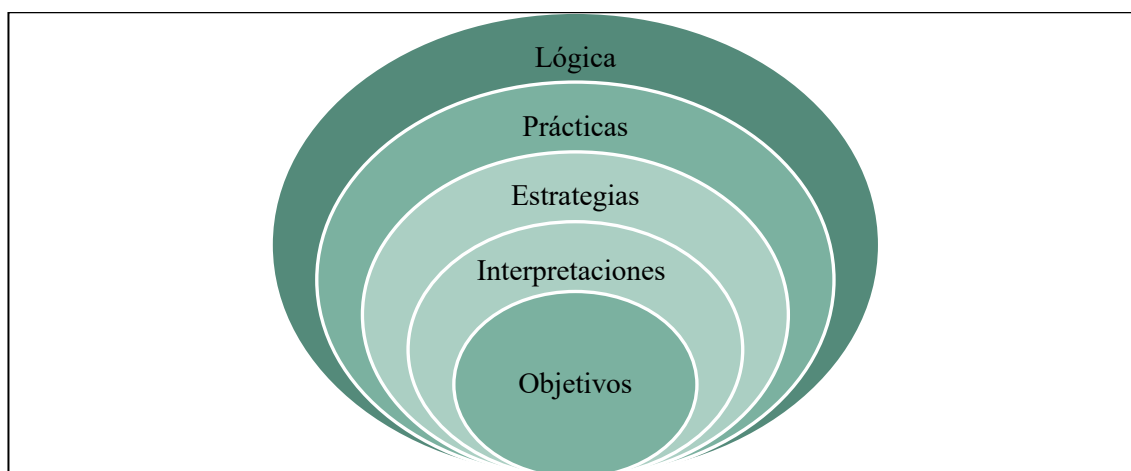 Lógica
Prácticas
Estrategias
Interpretaciones
Objetivos